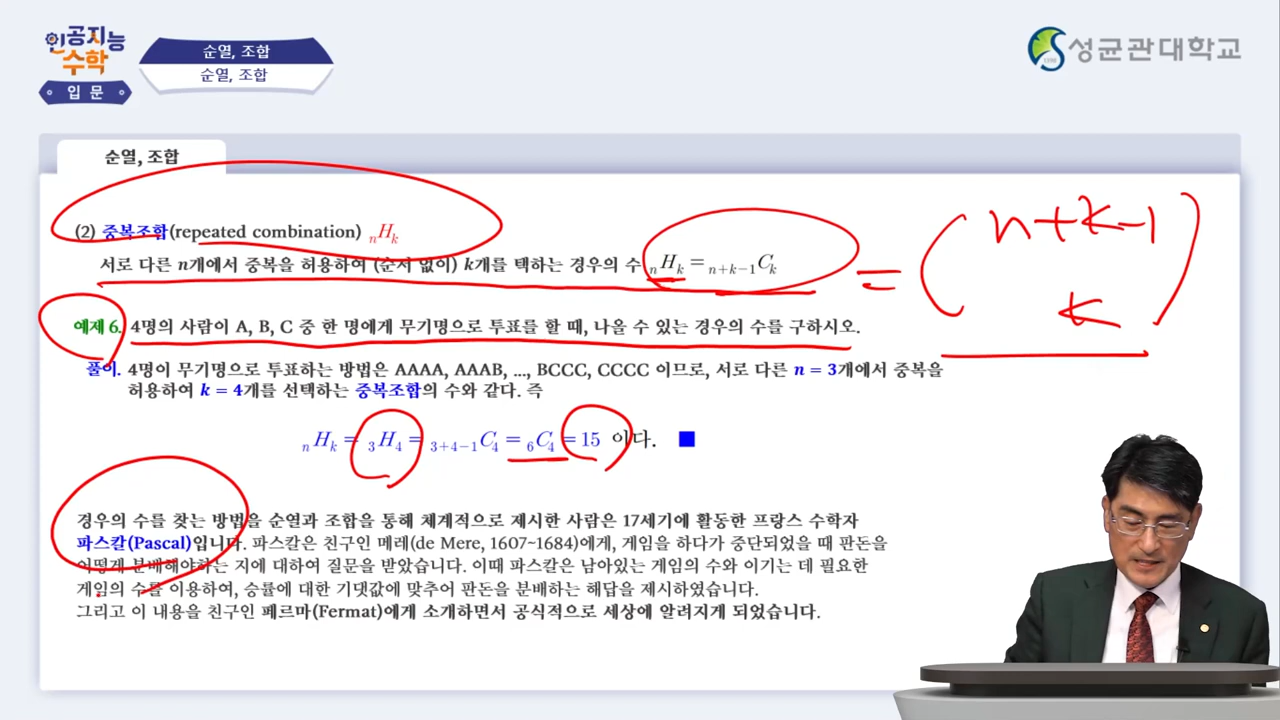 인공지능
수학
입문
순열, 조합
순열, 조합
성균관대학교
순열, 조합
(2) 중복조합(repeated combination) ₙHₖ
서로 다른 n개에서 중복을 허용하여 (순서 없이) k개를 택하는 경우의 수 ₙHₖ = ₙ₊ₖ₋₁Cₖ
= (n+k-1
k)
예제 6. 4명의 사람이 A, B, C 중 한 명에게 무기명으로 투표를 할 때, 나올 수 있는 경우의 수를 구하시오.
풀이. 4명이 무기명으로 투표하는 방법은 AAAA, AAAB, ..., BCCC, CCCC 이므로, 서로 다른 n = 3개에서 중복을
허용하여 k = 4개를 선택하는 중복조합의 수와 같다. 즉
ₙHₖ = ₃H₄ = ₃₊₄₋₁C₄ = ₆C₄ = 15 이다. ■
경우의 수를 찾는 방법을 순열과 조합을 통해 체계적으로 제시한 사람은 17세기에 활동한 프랑스 수학자
파스칼(Pascal)입니다. 파스칼은 친구인 메레(de Mere, 1607~1684)에게, 게임을 하다가 중단되었을 때 판돈을
어떻게 분배해야하는 지에 대하여 질문을 받았습니다. 이때 파스칼은 남아있는 게임의 수와 이기는 데 필요한
게임의 수를 이용하여, 승률에 대한 기댓값에 맞추어 판돈을 분배하는 해답을 제시하였습니다.
그리고 이 내용을 친구인 페르마(Fermat)에게 소개하면서 공식적으로 세상에 알려지게 되었습니다.